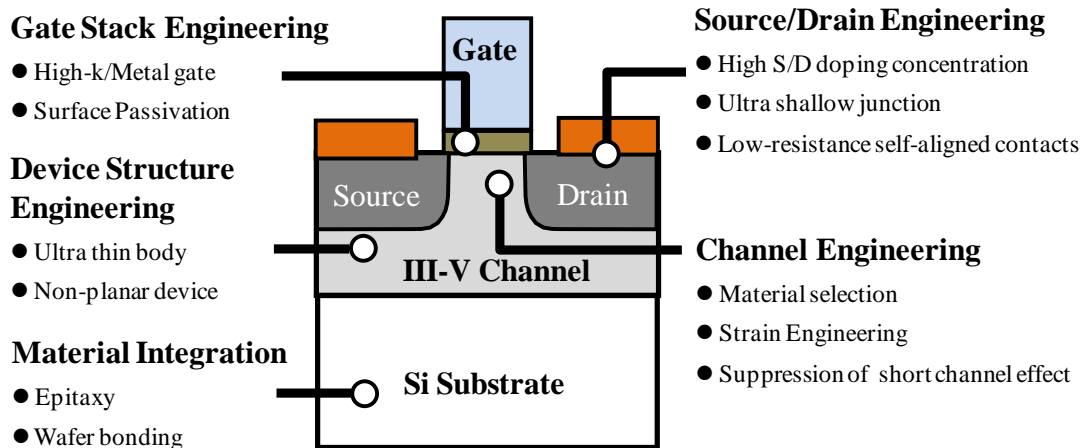 Gate Stack Engineering
● High-k/Metal gate
● Surface Passivation
Device Structure
Engineering
● Ultra thin body
● Non-planar device
Material Integration
● Epitaxy
● Wafer bonding
Gate
Source
Drain
III-V Channel
Si Substrate
Source/Drain Engineering
● High S/D doping concentration
● Ultra shallow junction
● Low-resistance self-aligned contacts
Channel Engineering
● Material selection
● Strain Engineering
● Suppression of short channel effect